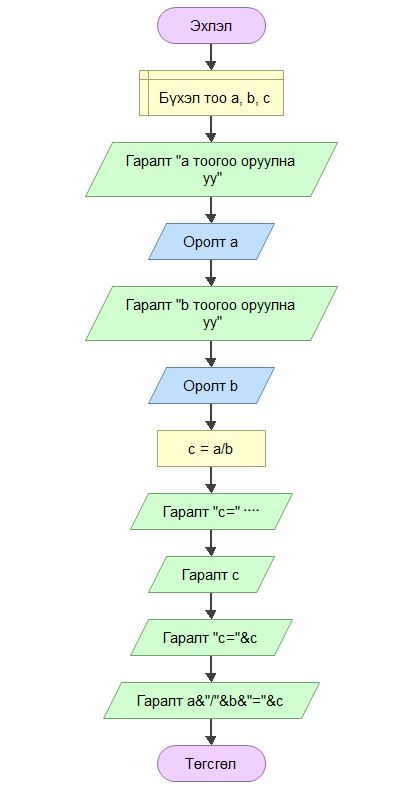 Эхлэл
Бүхэл тоо a, b, c
Гаралт "a тоогоо оруулна
уу"
Оролт a
Гаралт "b тоогоо оруулна
уу"
Оролт b
c = a/b
Гаралт "c=" ....
Гаралт c
Гаралт "c="&c
Гаралт a&"/"&b&"="&c
Төгсгөл